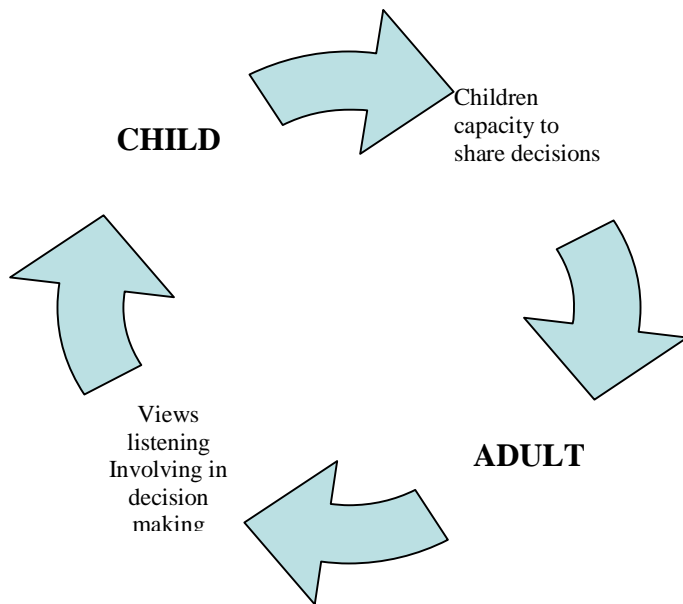 CHILD
Children
capacity to
share decisions
ADULT
Views
listening
Involving in
decision
making